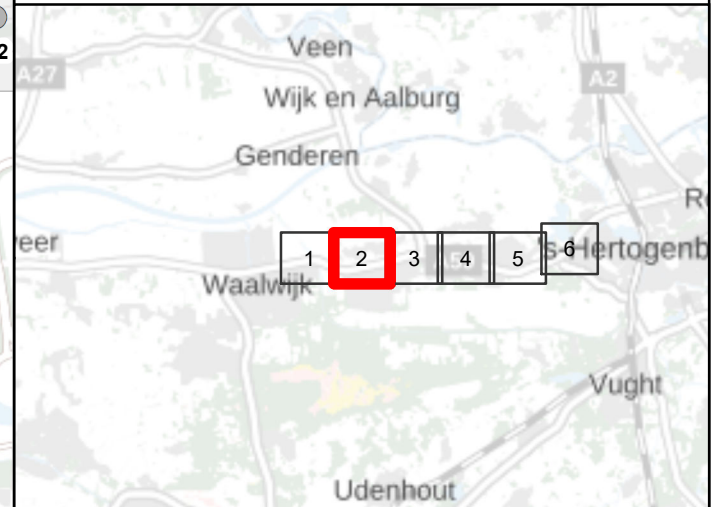 2
Veen
A27
A2
Wijk en Aalburg
Genderen
R
eer
1
2
3
4
5
6
's-Hertogenb
Waalwijk
Vught
Udenhout